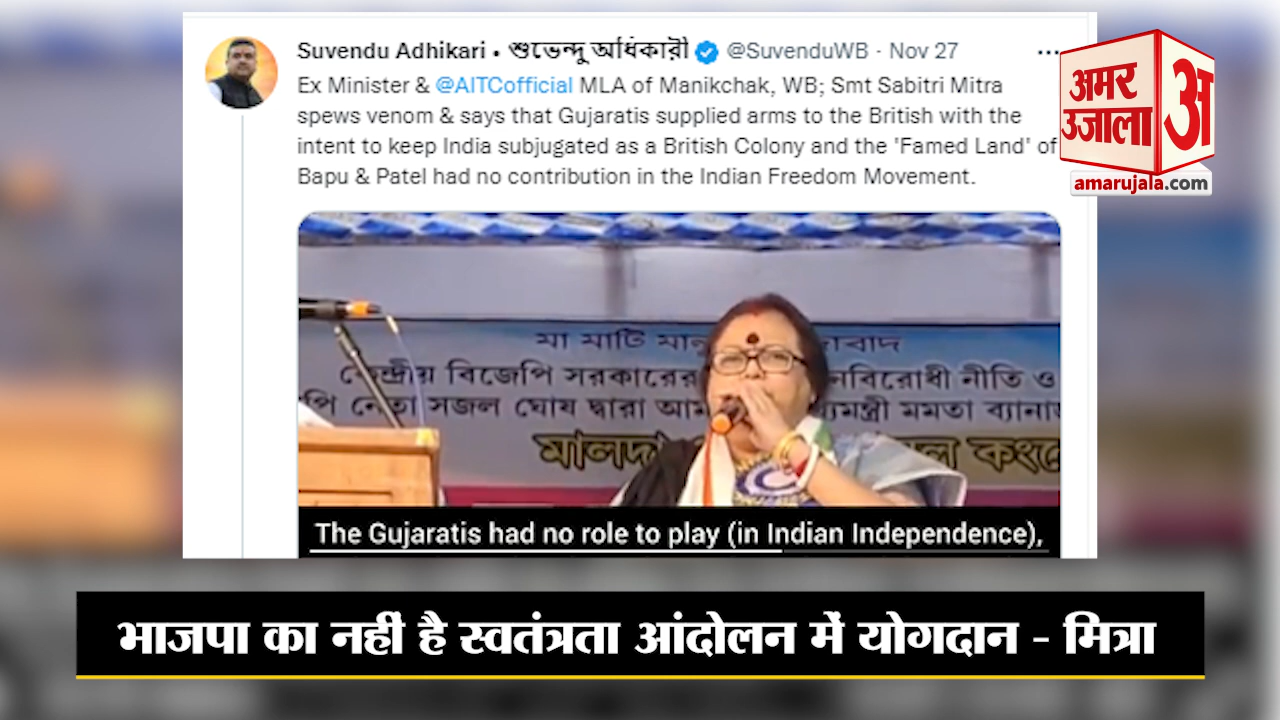 Suvendu Adhikari • শুভেন্দু অধিকারী @SuvenduWB · Nov 27 ...
Ex Minister & @AITCofficial MLA of Manikchak, WB; Smt Sabitri Mitra
spews venom & says that Gujaratis supplied arms to the British with the
intent to keep India subjugated as a British Colony and the 'Famed Land' of
Bapu & Patel had no contribution in the Indian Freedom Movement.
अमर
उजाला
अ
amarujala.com
মা মাটি
কেন্দ্রীয় বিজেপি সরকারের নবিরোধী নীতি ও
পি নেতা সজল ঘোষ দ্বারা আম ্যমন্ত্রী মমতা ব্যানা
মালদা ল কংগ্রে
The Gujaratis had no role to play (in Indian Independence),
भाजपा का नहीं है स्वतंत्रता आंदोलन में योगदान - मित्रा